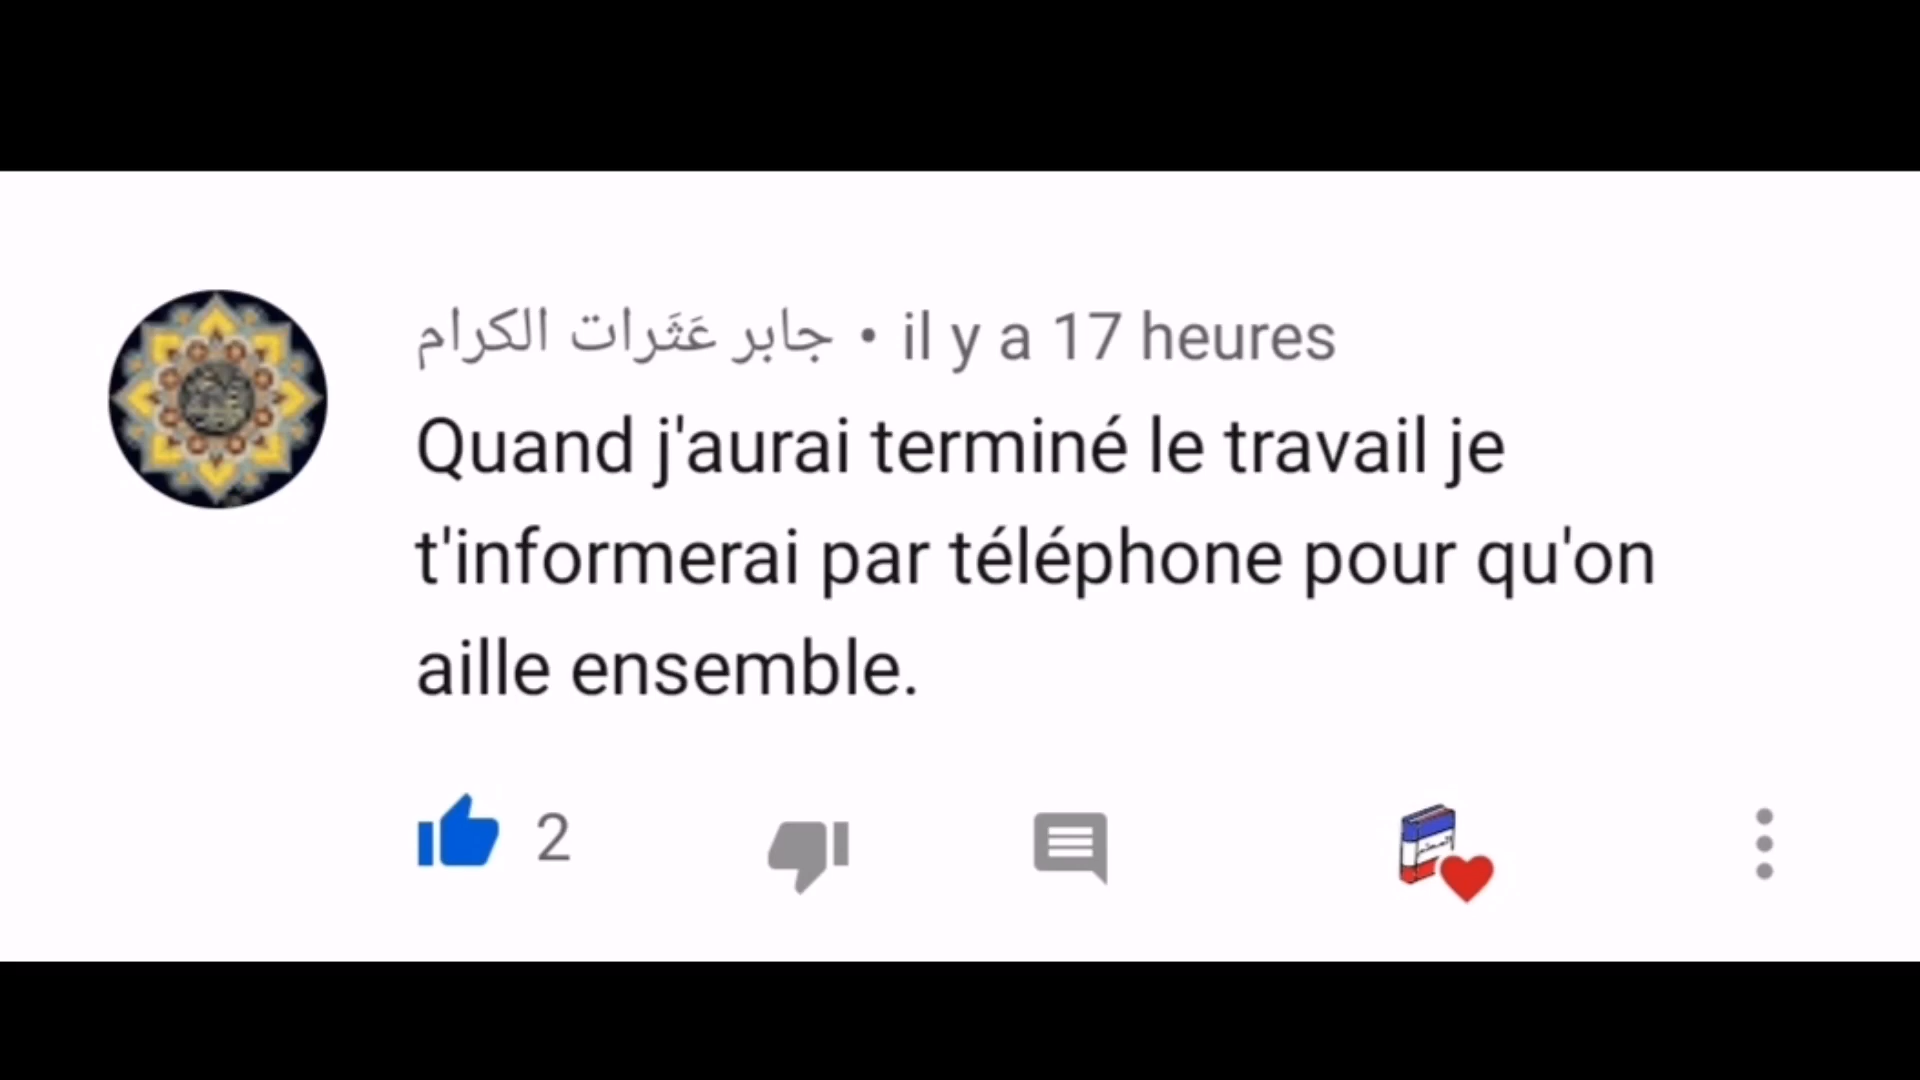 جابر عَثَرات الكرام • il y a 17 heures
Quand j'aurai terminé le travail je
t'informerai par téléphone pour qu'on
aille ensemble.
2